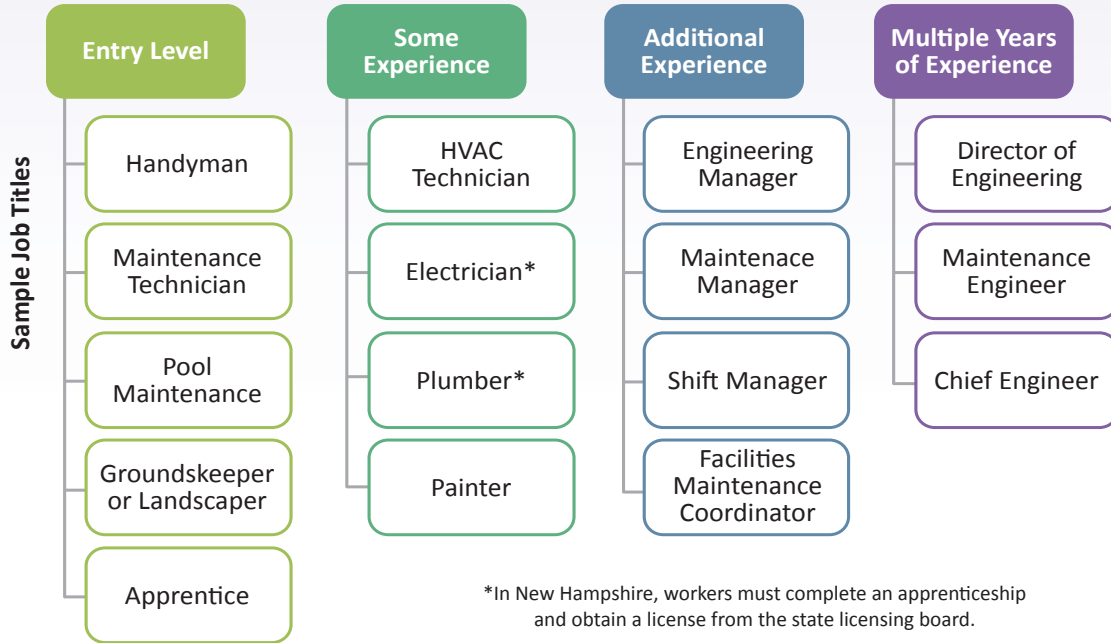 Entry Level
Some
Experience
Additional
Experience
Multiple Years
of Experience
Sample Job Titles
Handyman
Maintenance
Technician
Pool
Maintenance
Groundskeeper
or Landscaper
Apprentice
HVAC
Technician
Electrician*
Plumber*
Painter
Engineering
Manager
Maintenace
Manager
Shift Manager
Facilities
Maintenance
Coordinator
Director of
Engineering
Maintenance
Engineer
Chief Engineer
*In New Hampshire, workers must complete an apprenticeship
and obtain a license from the state licensing board.